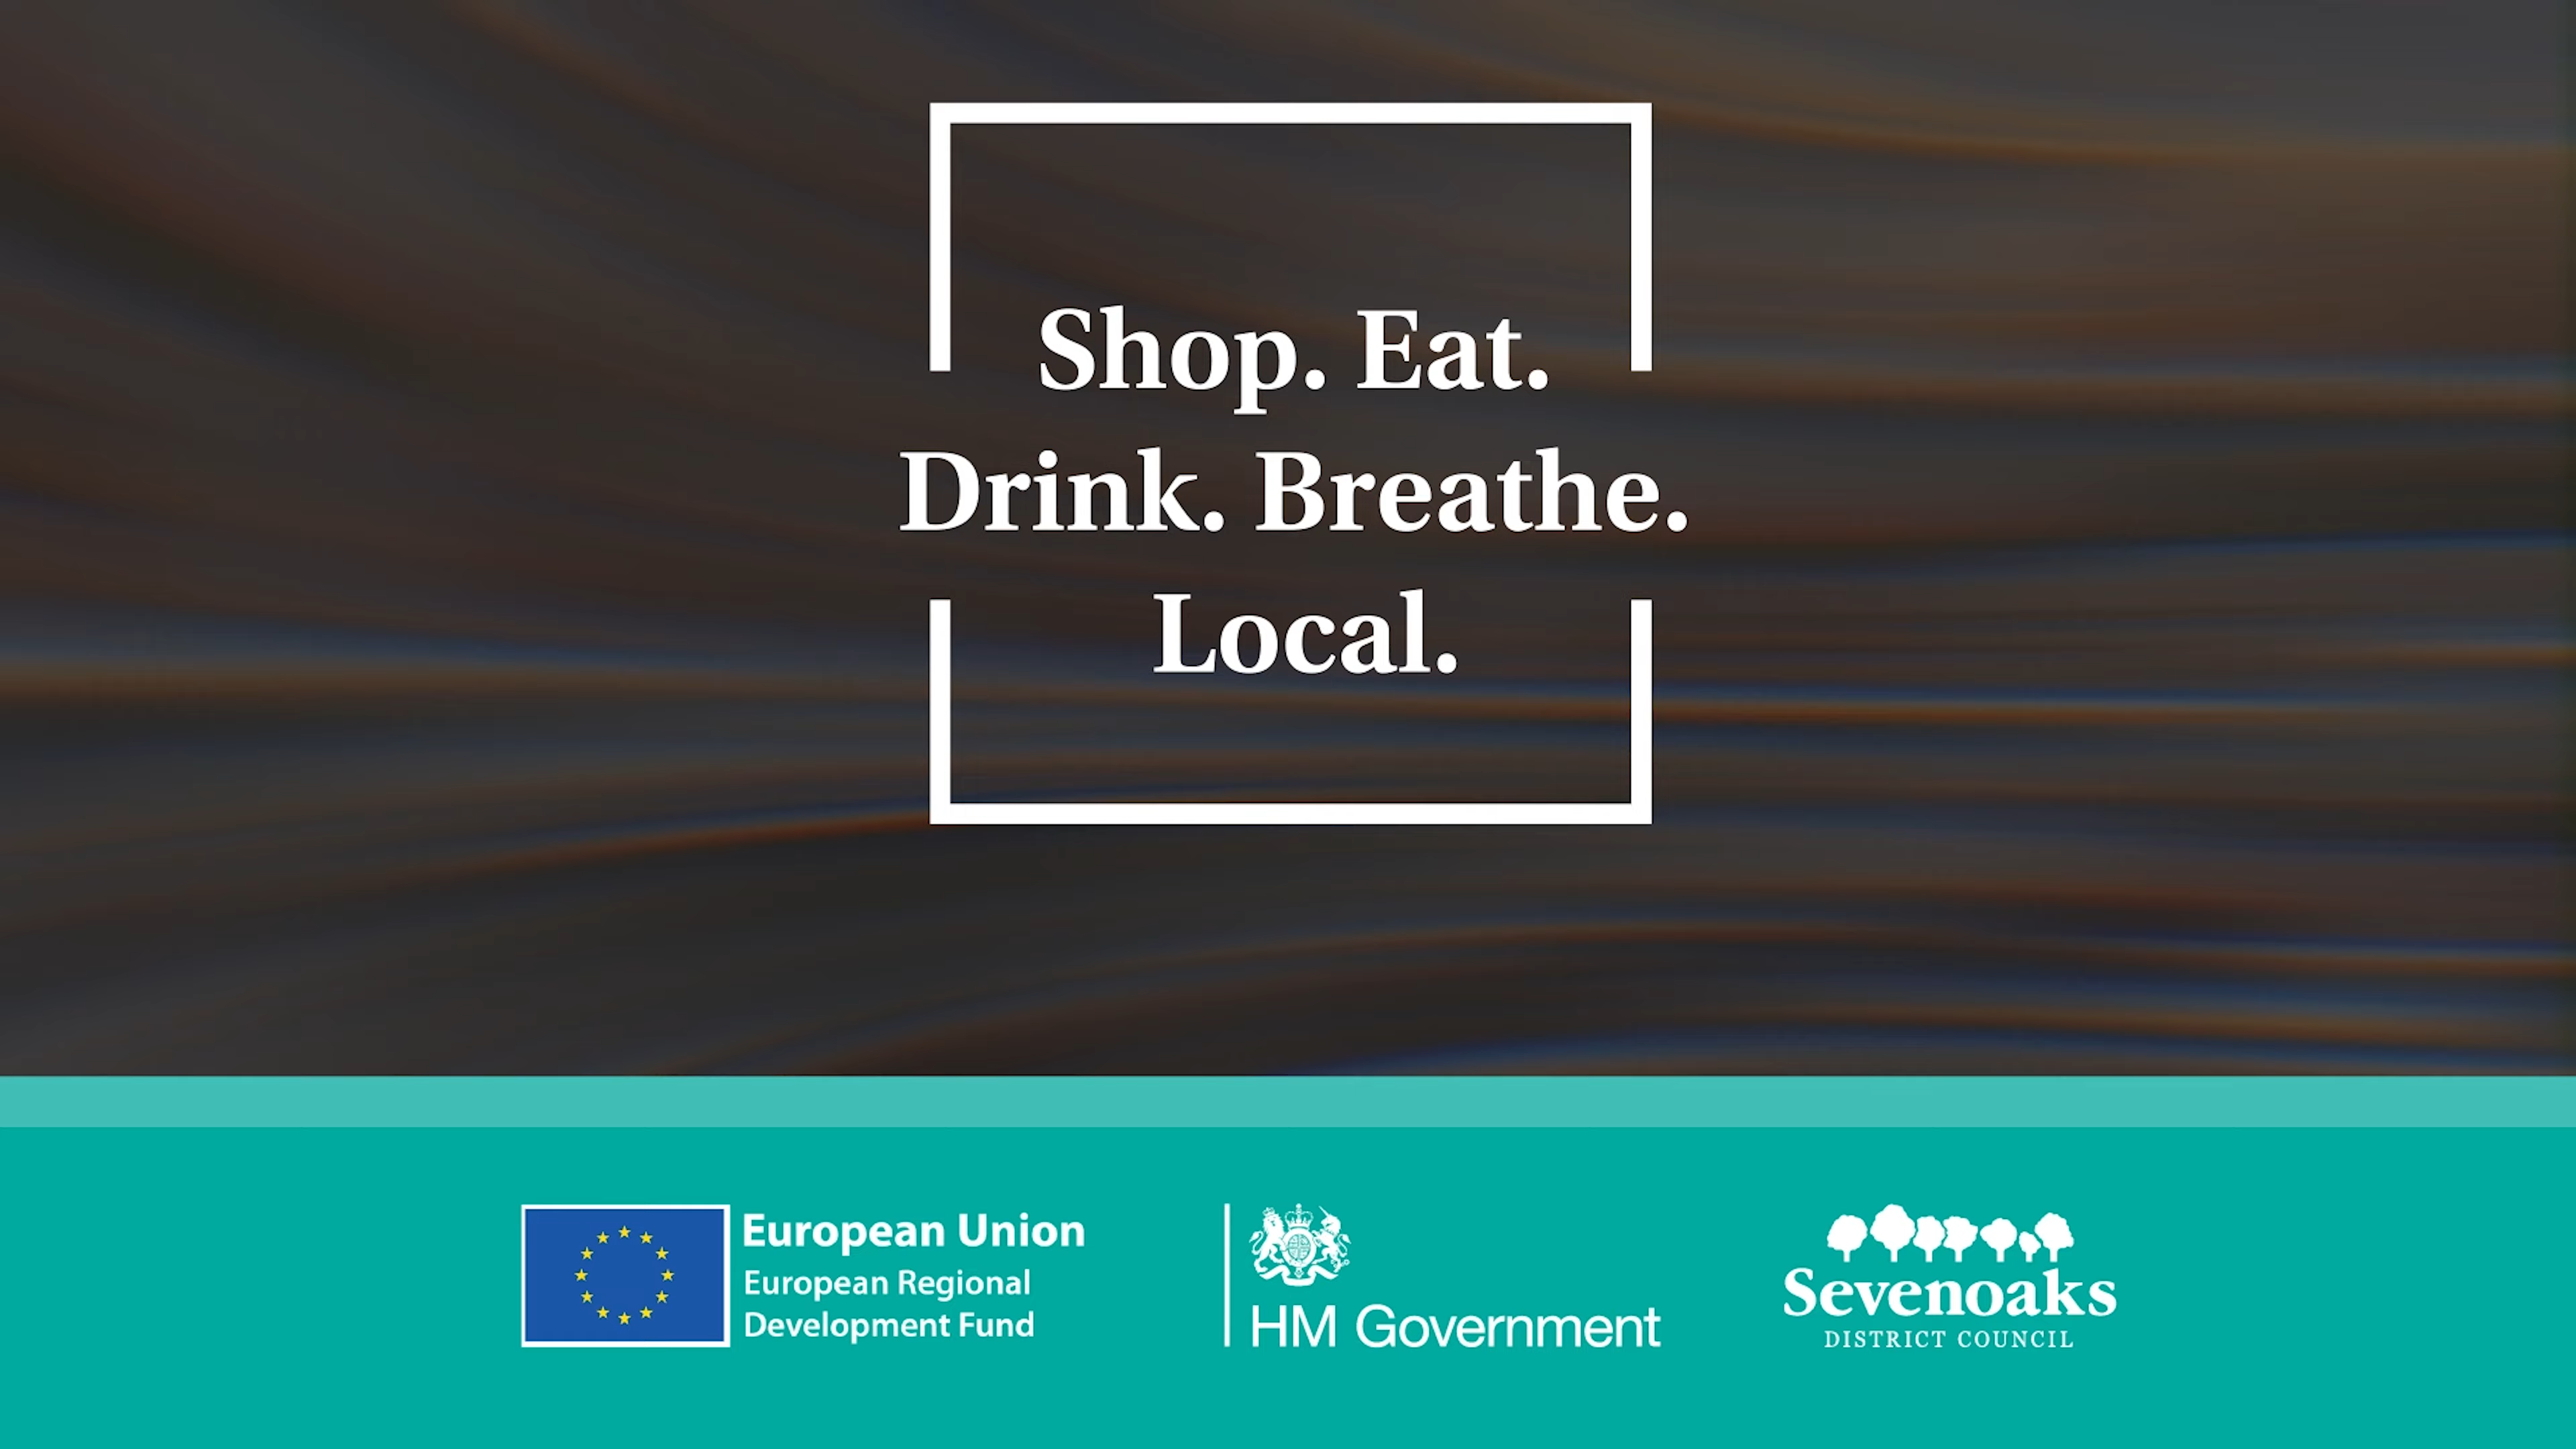 Shop. Eat.
Drink. Breathe.
Local.
European Union
European Regional
Development Fund
HM Government
Sevenoaks
DISTRICT COUNCIL